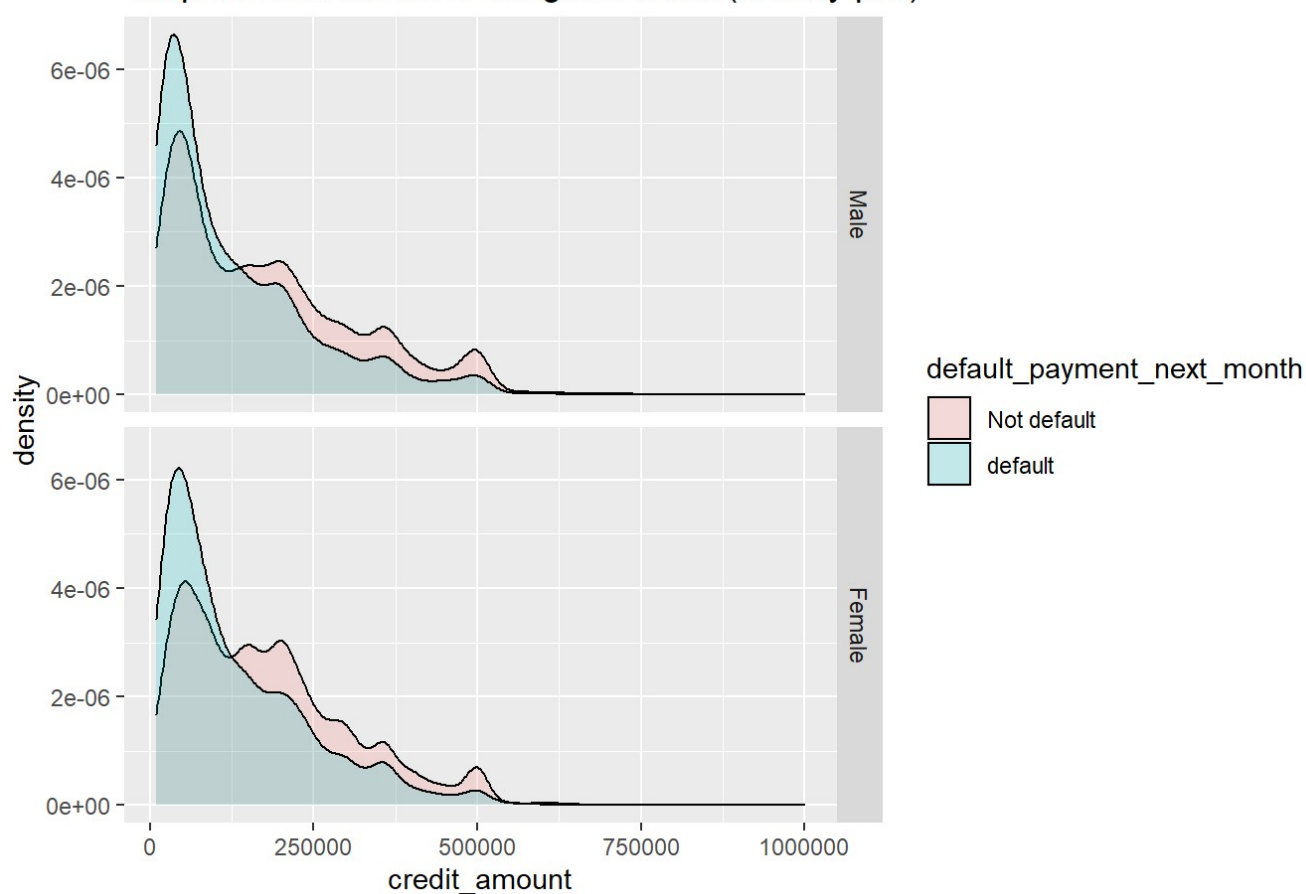 6e-06
4e-06
2e-06
0e+00
Male
6e-06
4e-06
2e-06
0e+00
Female
density
0
250000
500000
750000
1000000
credit_amount
default_payment_next_month
Not default
default